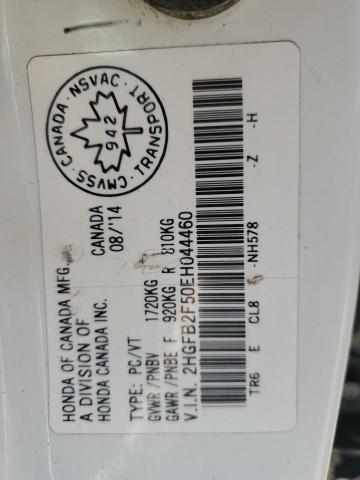 HONDA OF CANADA MFG.
A DIVISION OF
HONDA CANADA INC.
CANADA
08/'14
CMVSS · CANADA · NSVAC · TRANSPORT
942
TYPE: PC/VT
GVWR/PNBV 1720KG
GAWR/PNBE F 920KG R 810KG
V.I.N. 2HGFB2F50EH044460
TR6 E CL8 -NH578 -Z -H